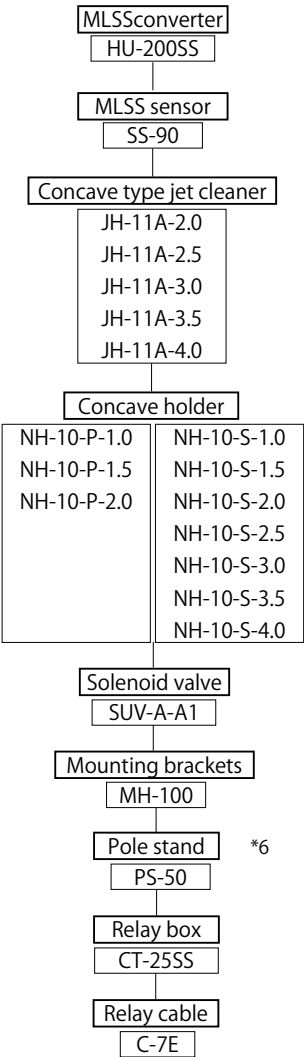 MLSSconverter
HU-200SS
MLSS sensor
SS-90
Concave type jet cleaner
JH-11A-2.0
JH-11A-2.5
JH-11A-3.0
JH-11A-3.5
JH-11A-4.0
Concave holder
NH-10-P-1.0
NH-10-P-1.5
NH-10-P-2.0
NH-10-S-1.0
NH-10-S-1.5
NH-10-S-2.0
NH-10-S-2.5
NH-10-S-3.0
NH-10-S-3.5
NH-10-S-4.0
Solenoid valve
SUV-A-A1
Mounting brackets
MH-100
Pole stand *6
PS-50
Relay box
CT-25SS
Relay cable
C-7E